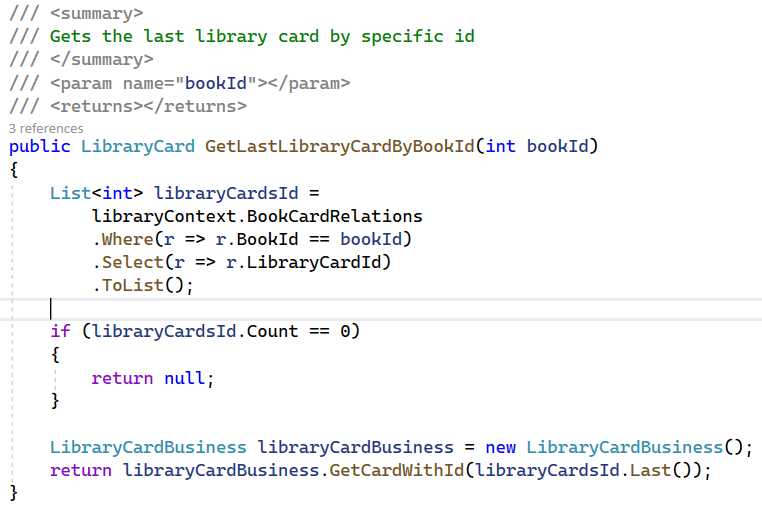 /// <summary>
/// Gets the last library card by specific id
/// </summary>
/// <param name="bookId"></param>
/// <returns></returns>
3 references
public LibraryCard GetLastLibraryCardByBookId(int bookId)
{
    List<int> libraryCardsId =
        libraryContext.BookCardRelations
        .Where(r => r.BookId == bookId)
        .Select(r => r.LibraryCardId)
        .ToList();

    if (libraryCardsId.Count == 0)
    {
        return null;
    }

    LibraryCardBusiness libraryCardBusiness = new LibraryCardBusiness();
    return libraryCardBusiness.GetCardWithId(libraryCardsId.Last());
}